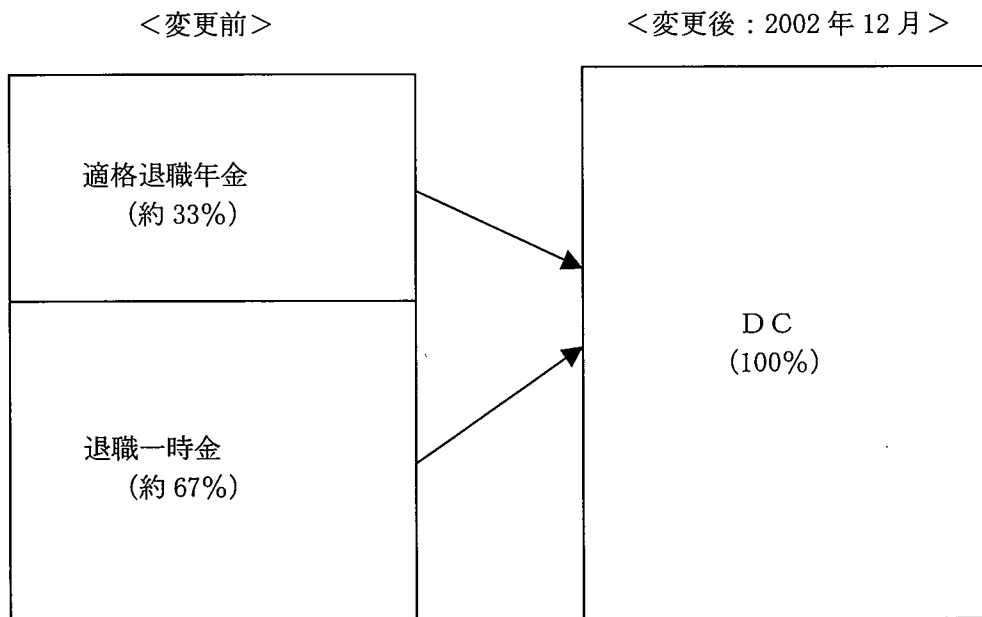 <変更前>
<変更後:2002年12月>
適格退職年金
(約33%)
退職一時金
(約67%)
DC
(100%)